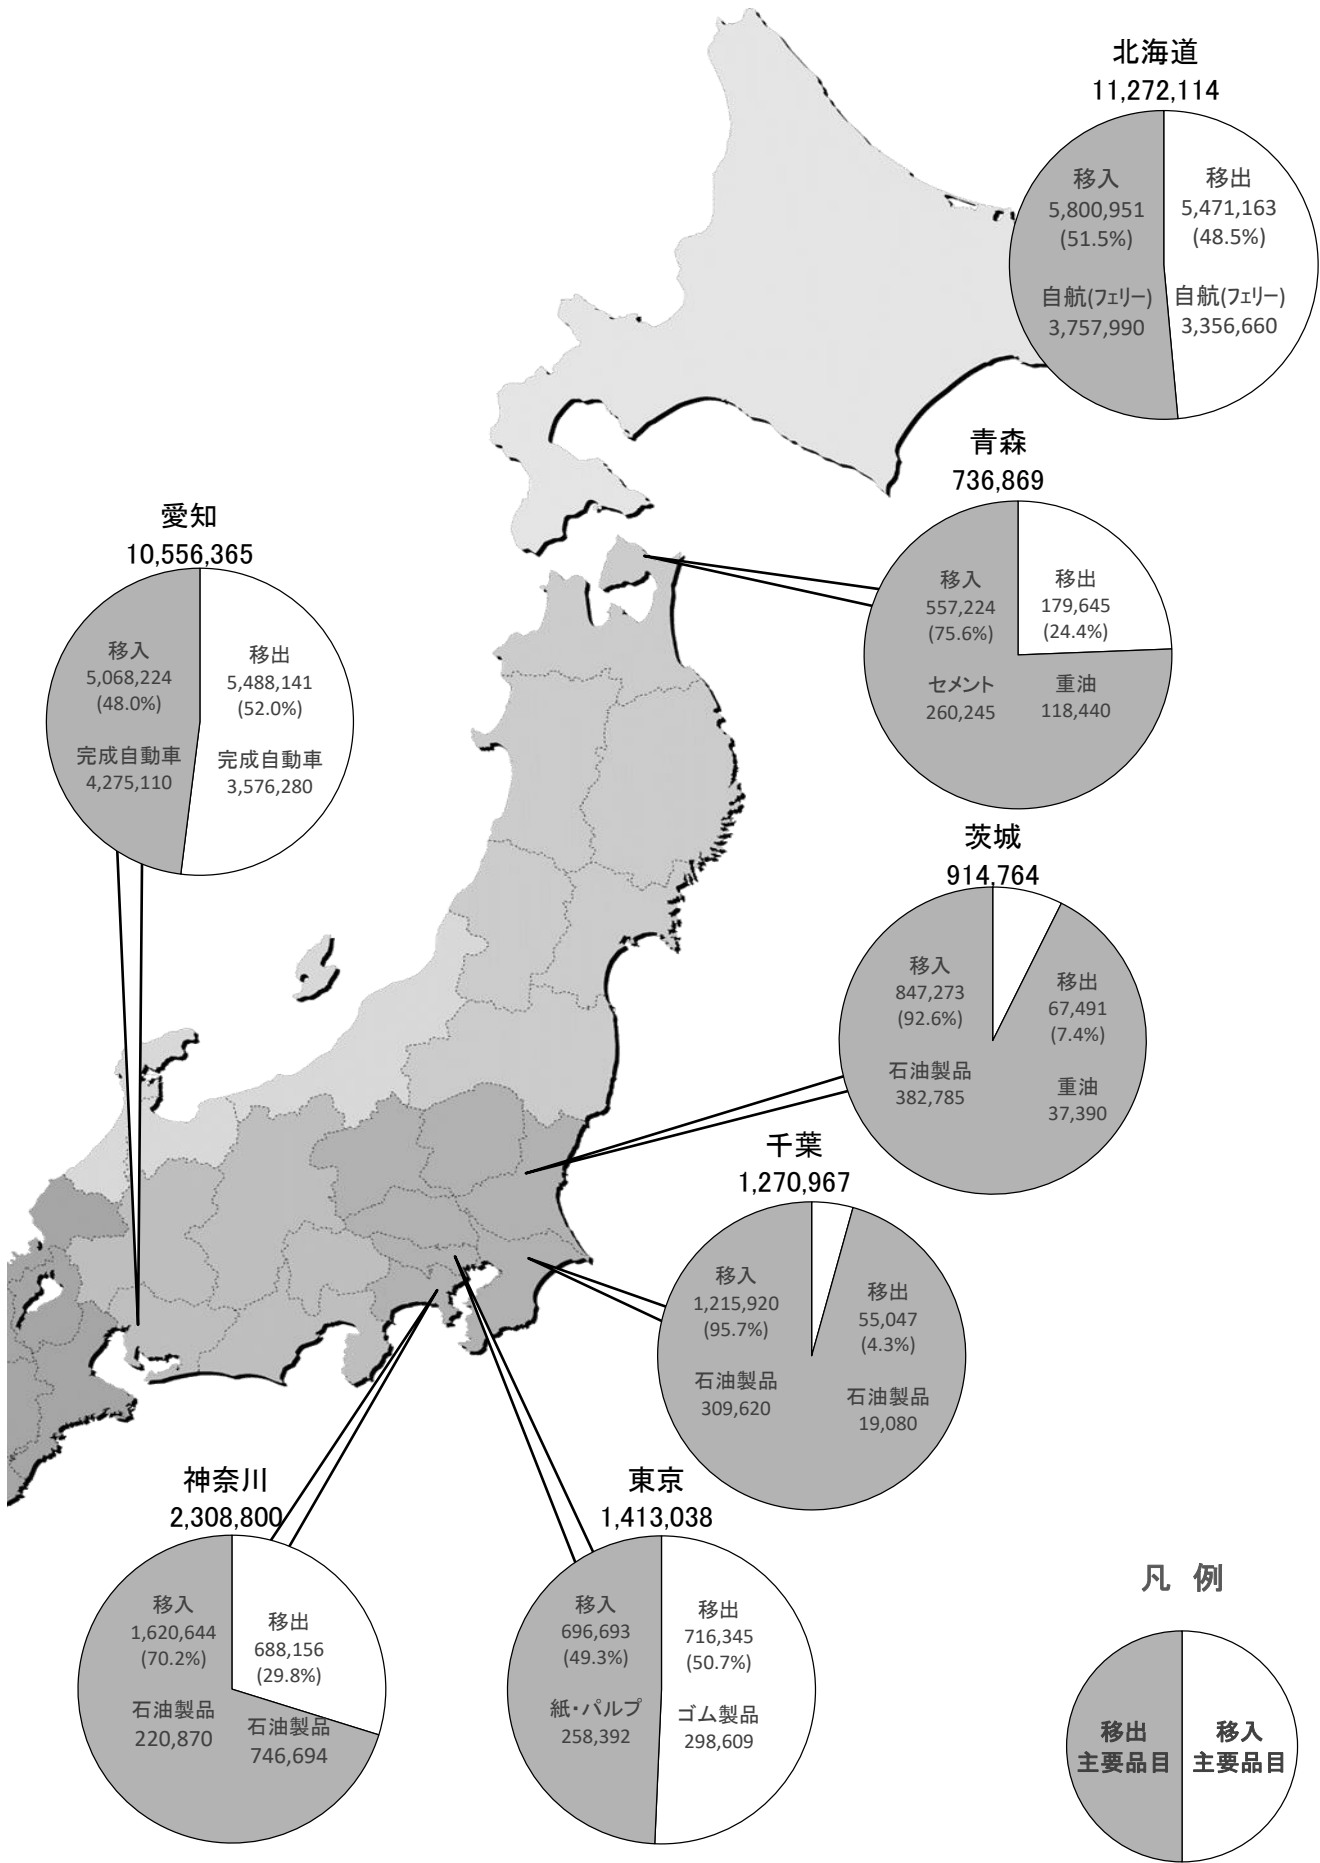 北海道
11,272,114
移入
5,800,951
(51.5%)
自航(フェリー)
3,757,990
移出
5,471,163
(48.5%)
自航(フェリー)
3,356,660
青森
736,869
移入
557,224
(75.6%)
セメント
260,245
移出
179,645
(24.4%)
重油
118,440
愛知
10,556,365
移入
5,068,224
(48.0%)
完成自動車
4,275,110
移出
5,488,141
(52.0%)
完成自動車
3,576,280
茨城
914,764
移入
847,273
(92.6%)
石油製品
382,785
移出
67,491
(7.4%)
重油
37,390
千葉
1,270,967
移入
1,215,920
(95.7%)
石油製品
309,620
移出
55,047
(4.3%)
石油製品
19,080
神奈川
2,308,800
移入
1,620,644
(70.2%)
石油製品
220,870
移出
688,156
(29.8%)
石油製品
746,694
東京
1,413,038
移入
696,693
(49.3%)
紙・パルプ
258,392
移出
716,345
(50.7%)
ゴム製品
298,609
凡 例
移出
主要品目
移入
主要品目